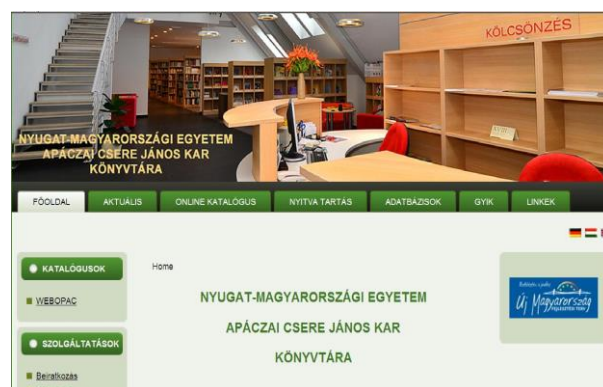 KÖLCSÖNZÉS
NYUGAT-MAGYARORSZÁGI EGYETEM
APÁCZAI CSERE JÁNOS KAR
KÖNYVTÁRA
FŐOLDAL
AKTUÁLIS
ONLINE KATALÓGUS
NYITVA TARTÁS
ADATBÁZISOK
GYIK
LINKEK
KATALÓGUSOK
WEBOPAC
SZOLGÁLTATÁSOK
Beiratkozás
Home
NYUGAT-MAGYARORSZÁGI EGYETEM
APÁCZAI CSERE JÁNOS KAR
KÖNYVTÁRA
Új Magyarország